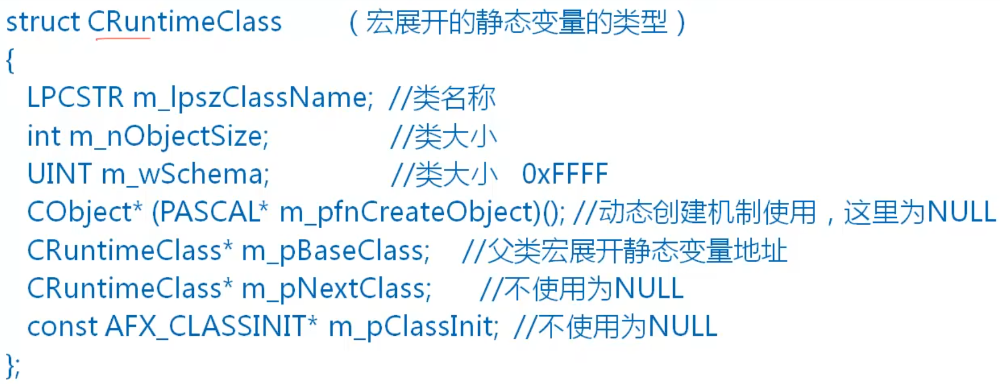 struct CRuntimeClass （宏展开的静态变量的类型）
{
LPCSTR m_lpszClassName; //类名称
int m_nObjectSize; //类大小
UINT m_wSchema; //类大小 0xFFFF
CObject* (PASCAL* m_pfnCreateObject)(); //动态创建机制使用，这里为NULL
CRuntimeClass* m_pBaseClass; //父类宏展开静态变量地址
CRuntimeClass* m_pNextClass; //不使用为NULL
const AFX_CLASSINIT* m_pClassInit; //不使用为NULL
};